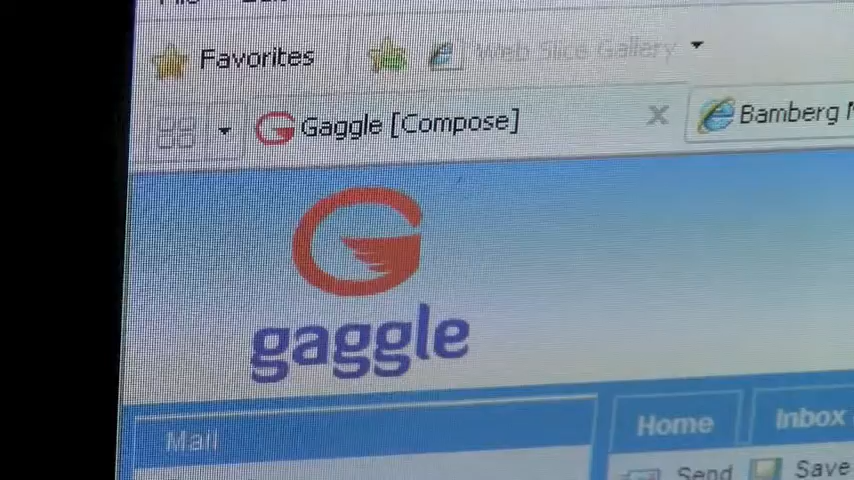 Favorites
Web Slice Gallery
Gaggle [Compose]
Bamberg
gaggle
Mail
Home
Inbox
Send
Save